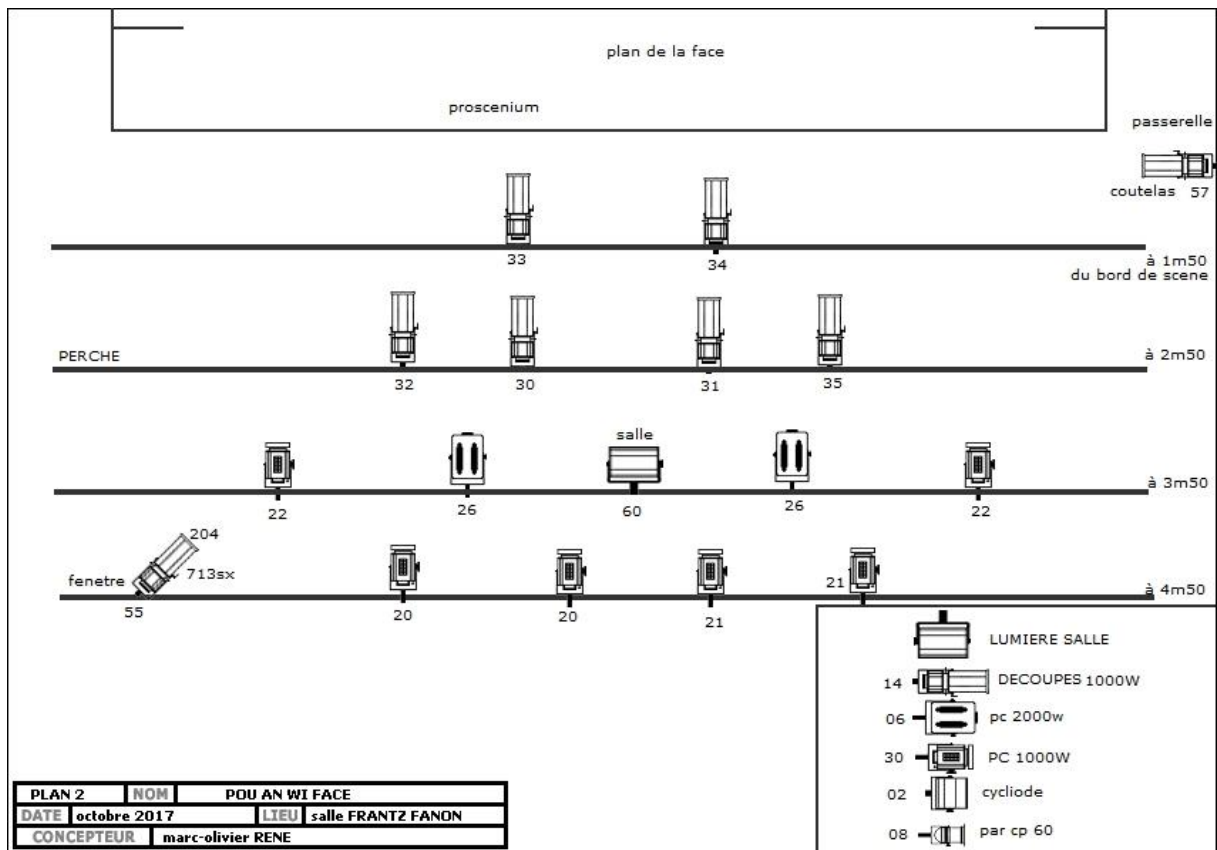 plan de la face
proscenium
passerelle
coutelas 57
33 34
à 1m50
du bord de scene
PERCHE
à 2m50
32 30 31 35
salle
à 3m50
22 26 60 26 22
204
713sx
fenetre
55
20 20 21 21
à 4m50
LUMIERE SALLE
14 DECOUPES 1000W
06 pc 2000w
30 PC 1000W
02 cycliode
08 par cp 60
PLAN 2 NOM POU AN WI FACE
DATE octobre 2017 LIEU salle FRANTZ FANON
CONCEPTEUR marc-olivier RENE